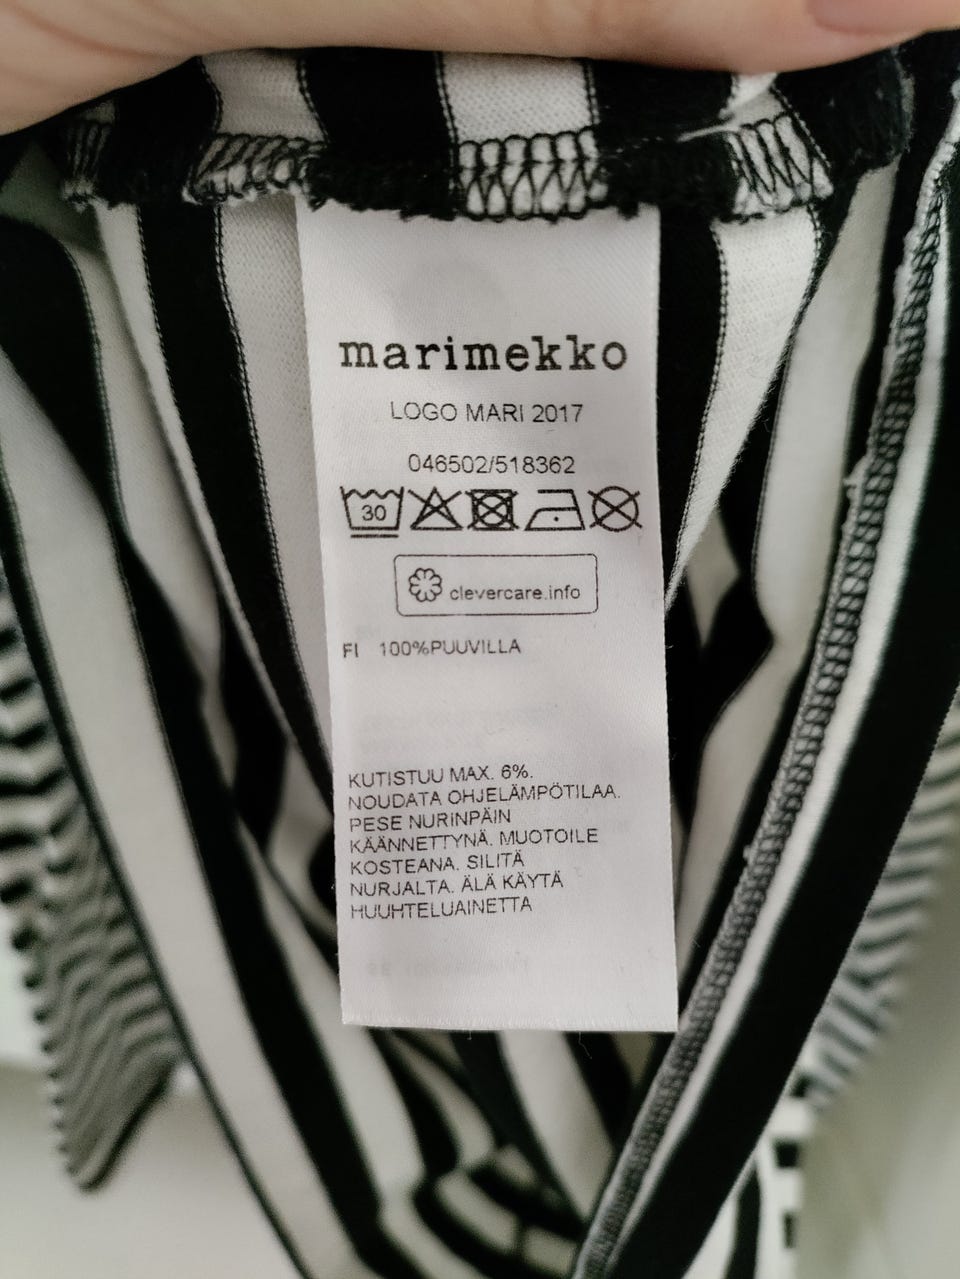 marimekko
LOGO MARI 2017
046502/518362
30
clevercare.info
FI 100%PUUVILLA
KUTISTUU MAX. 6%.
NOUDATA OHJELÄMPÖTILAA.
PESE NURINPÄIN
KÄÄNNETTYNÄ. MUOTOILE
KOSTEANA. SILITÄ
NURJALTA. ÄLÄ KÄYTÄ
HUUHTELUAINETTA